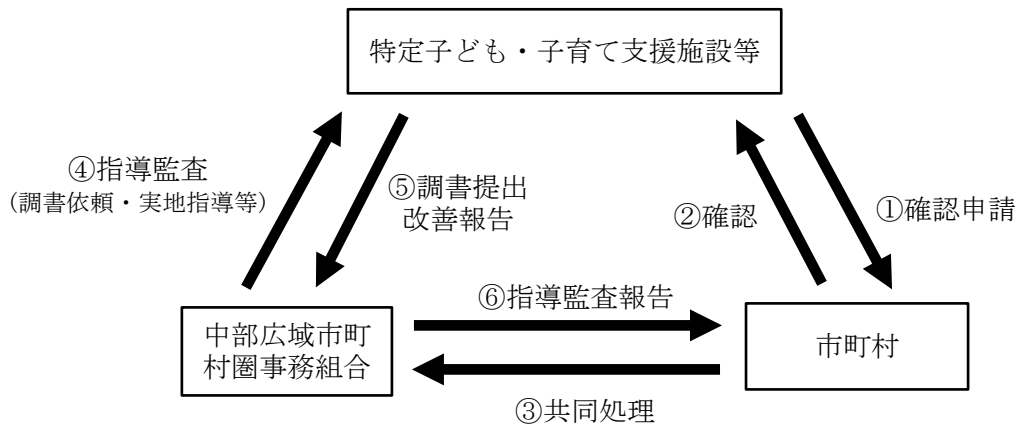 特定子ども・子育て支援施設等
④指導監査
(調書依頼・実地指導等)
⑤調書提出
改善報告
②確認
①確認申請
⑥指導監査報告
中部広域市町
村圏事務組合
市町村
③共同処理